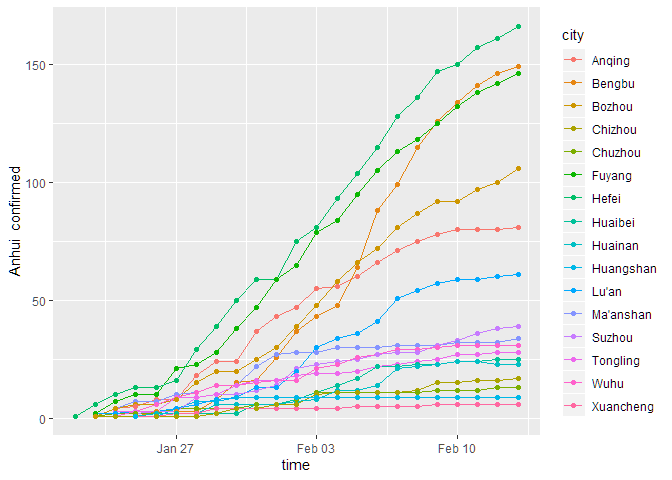 Anhui confirmed
150
100
50
0
Jan 27
Feb 03
Feb 10
time
city
Anqing
Bengbu
Bozhou
Chizhou
Chuzhou
Fuyang
Hefei
Huaibei
Huainan
Huangshan
Lu'an
Ma'anshan
Suzhou
Tongling
Wuhu
Xuancheng